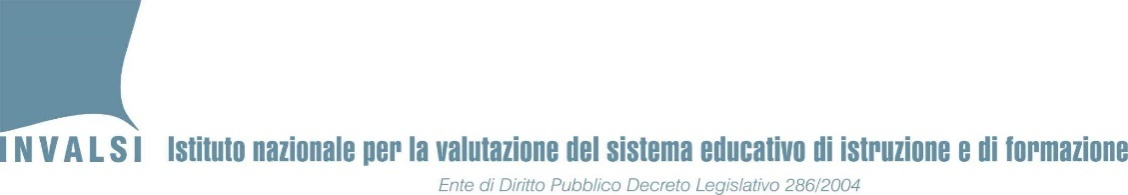 INVALSI Istituto nazionale per la valutazione del sistema educativo di istruzione e di formazione
Ente di Diritto Pubblico Decreto Legislativo 286/2004